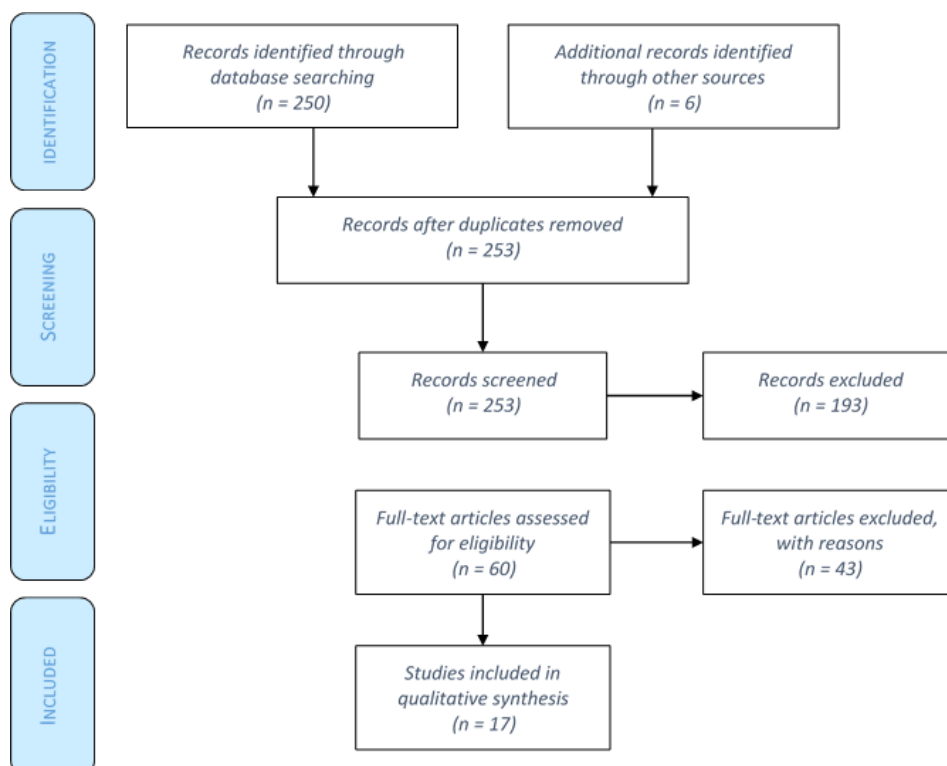 IDENTIFICATION
Records identified through
database searching
(n = 250)
Additional records identified
through other sources
(n = 6)
SCREENING
Records after duplicates removed
(n = 253)
Records screened
(n = 253)
Records excluded
(n = 193)
ELIGIBILITY
Full-text articles assessed
for eligibility
(n = 60)
Full-text articles excluded,
with reasons
(n = 43)
INCLUDED
Studies included in
qualitative synthesis
(n = 17)